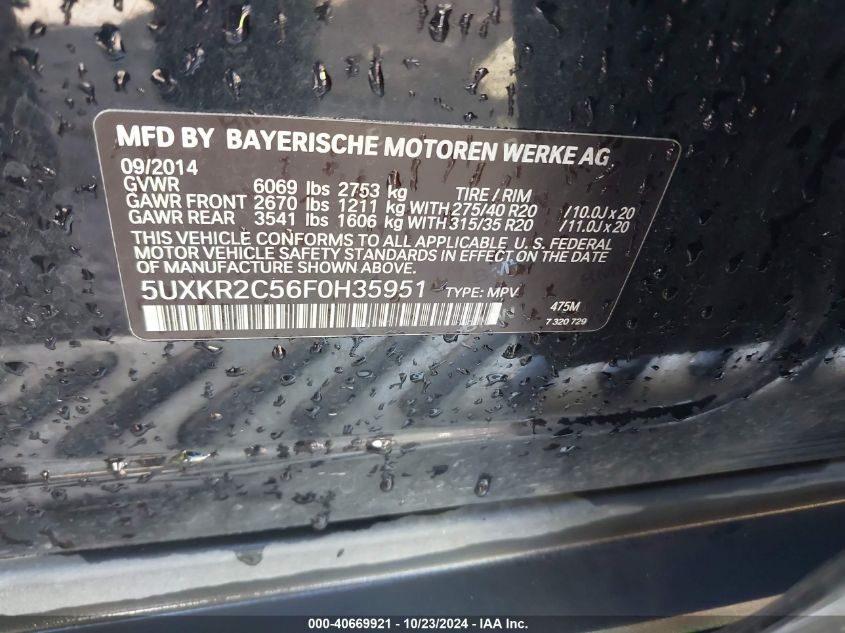 MFD BY BAYERISCHE MOTOREN WERKE AG
09/2014
GVWR 6069 lbs 2753 kg TIRE / RIM
GAWR FRONT 2670 lbs 1211 kg WITH 275/40 R20 /10.0J x 20
GAWR REAR 3541 lbs 1606 kg WITH 315/35 R20 /11.0J x 20
THIS VEHICLE CONFORMS TO ALL APPLICABLE U. S. FEDERAL
MOTOR VEHICLE SAFETY STANDARDS IN EFFECT ON THE
DATE OF MANUFACTURE SHOWN ABOVE.
5UXKR2C56F0H35951 TYPE: MPV 475M
7 320 729
000-40669921 - 10/23/2024 - IAA Inc.